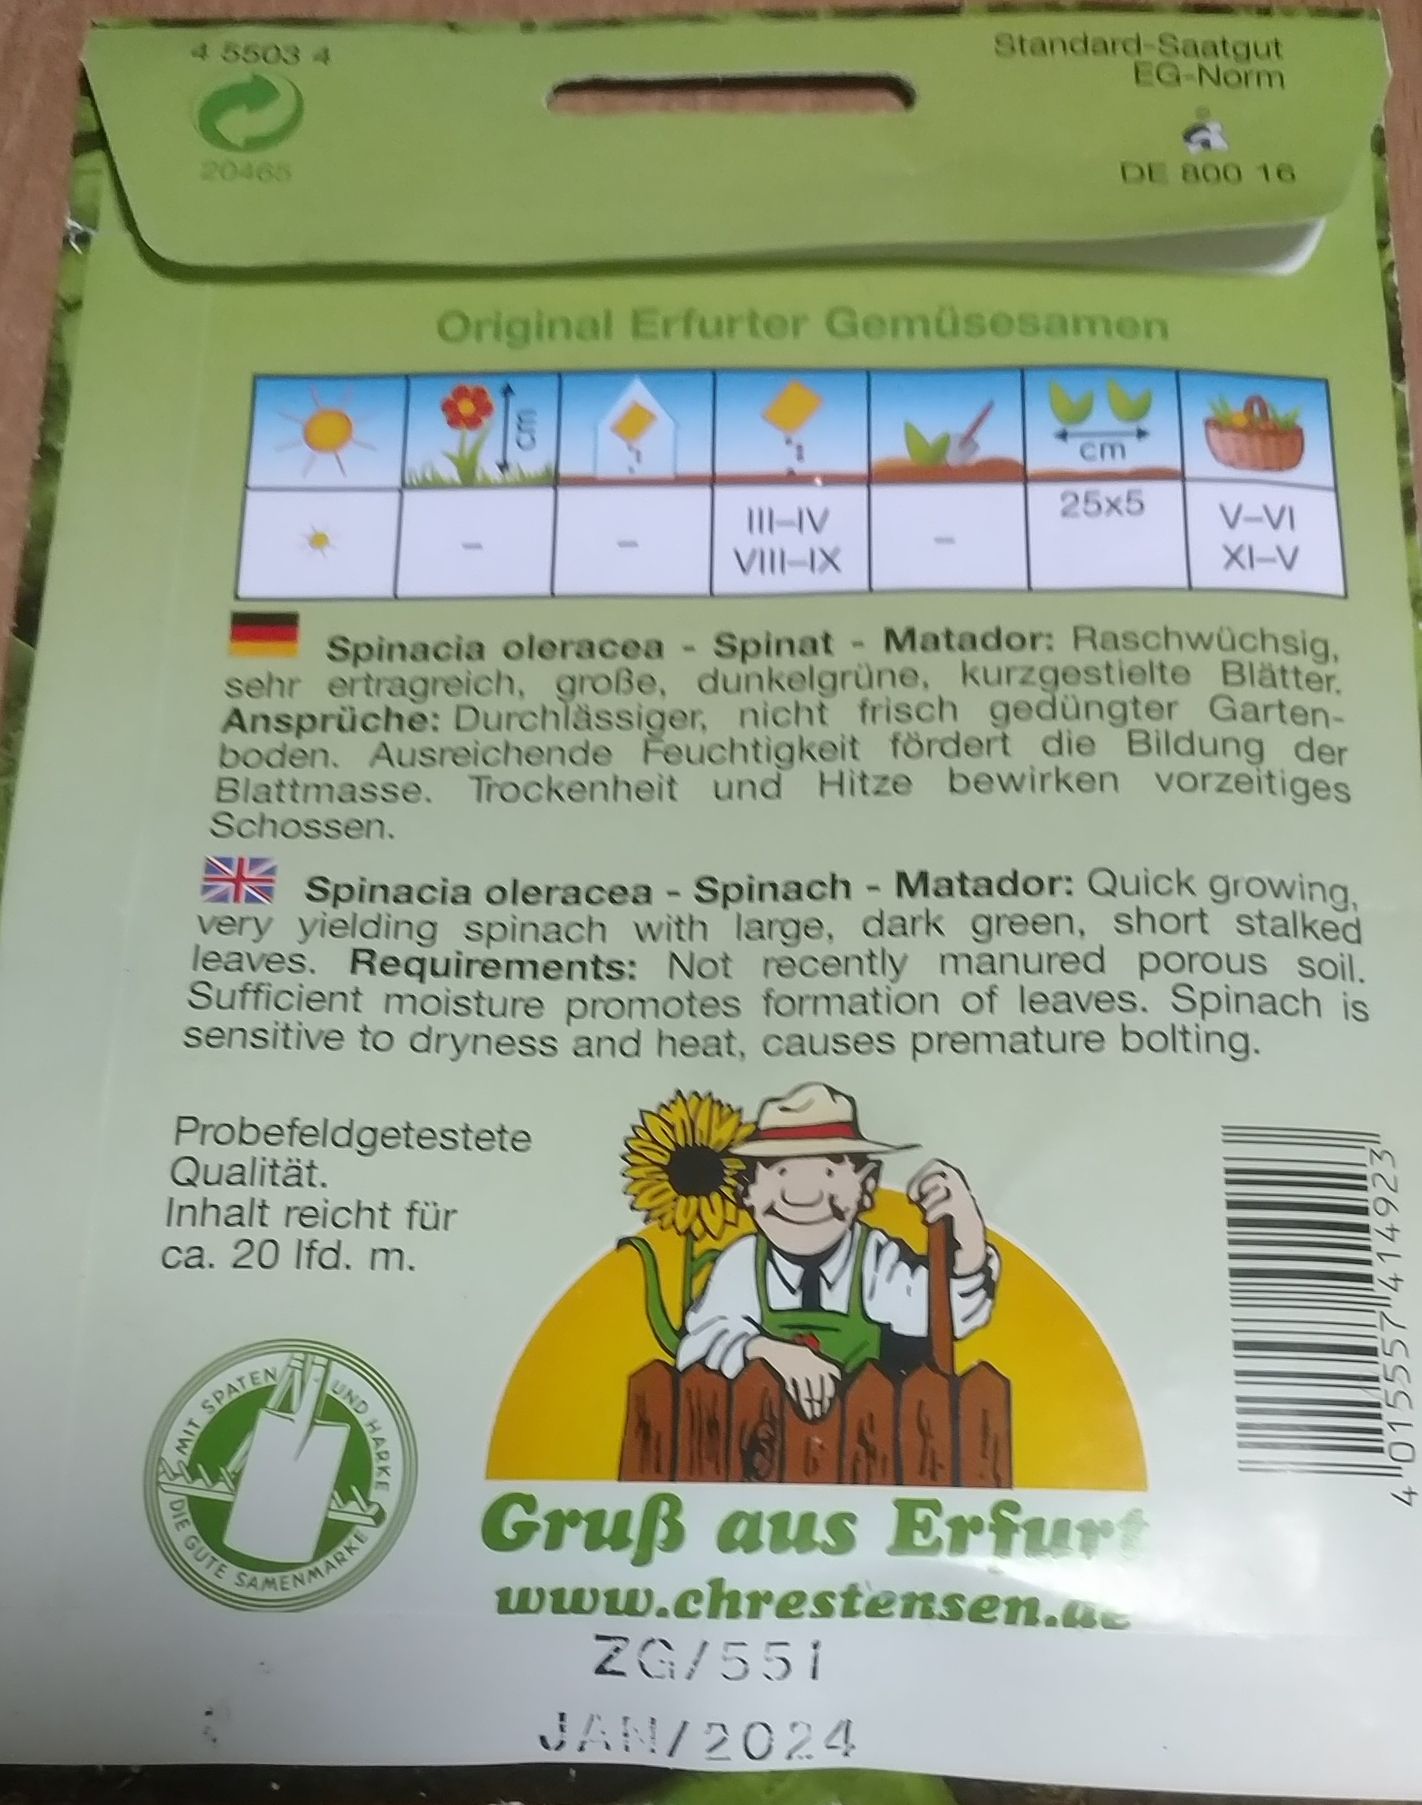 4 5503 4
20465
Standard-Saatgut
EG-Norm
DE 800 16
Original Erfurter Gemüsesamen
cm
cm
– – III–IV – 25x5 V–VI
VIII–IX XI–V
Spinacia oleracea - Spinat - Matador: Raschwüchsig,
sehr ertragreich, große, dunkelgrüne, kurzgestielte Blätter.
Ansprüche: Durchlässiger, nicht frisch gedüngter Garten-
boden. Ausreichende Feuchtigkeit fördert die Bildung der
Blattmasse. Trockenheit und Hitze bewirken vorzeitiges
Schossen.
Spinacia oleracea - Spinach - Matador: Quick growing,
very yielding spinach with large, dark green, short stalked
leaves. Requirements: Not recently manured porous soil.
Sufficient moisture promotes formation of leaves. Spinach is
sensitive to dryness and heat, causes premature bolting.
Probefeldgetestete
Qualität.
Inhalt reicht für
ca. 20 lfd. m.
MIT SPATEN UND HARKE
DIE GUTE SAMENMARKE
4 015557 414923
Gruß aus Erfurt
www.chrestensen.de
ZG/551
JAN/2024